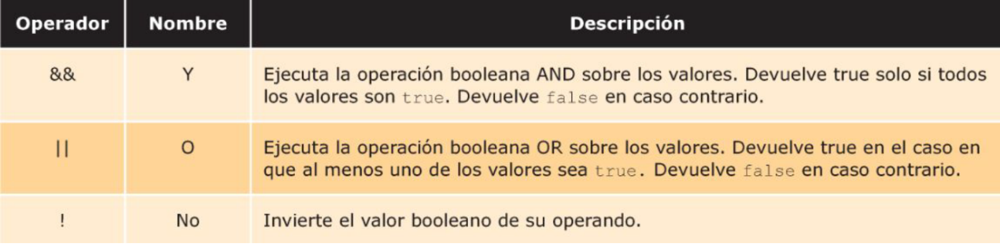 Operador Nombre Descripción
&& Y Ejecuta la operación booleana AND sobre los valores. Devuelve true solo si todos
los valores son true. Devuelve false en caso contrario.
|| O Ejecuta la operación booleana OR sobre los valores. Devuelve true en el caso en
que al menos uno de los valores sea true. Devuelve false en caso contrario.
! No Invierte el valor booleano de su operando.